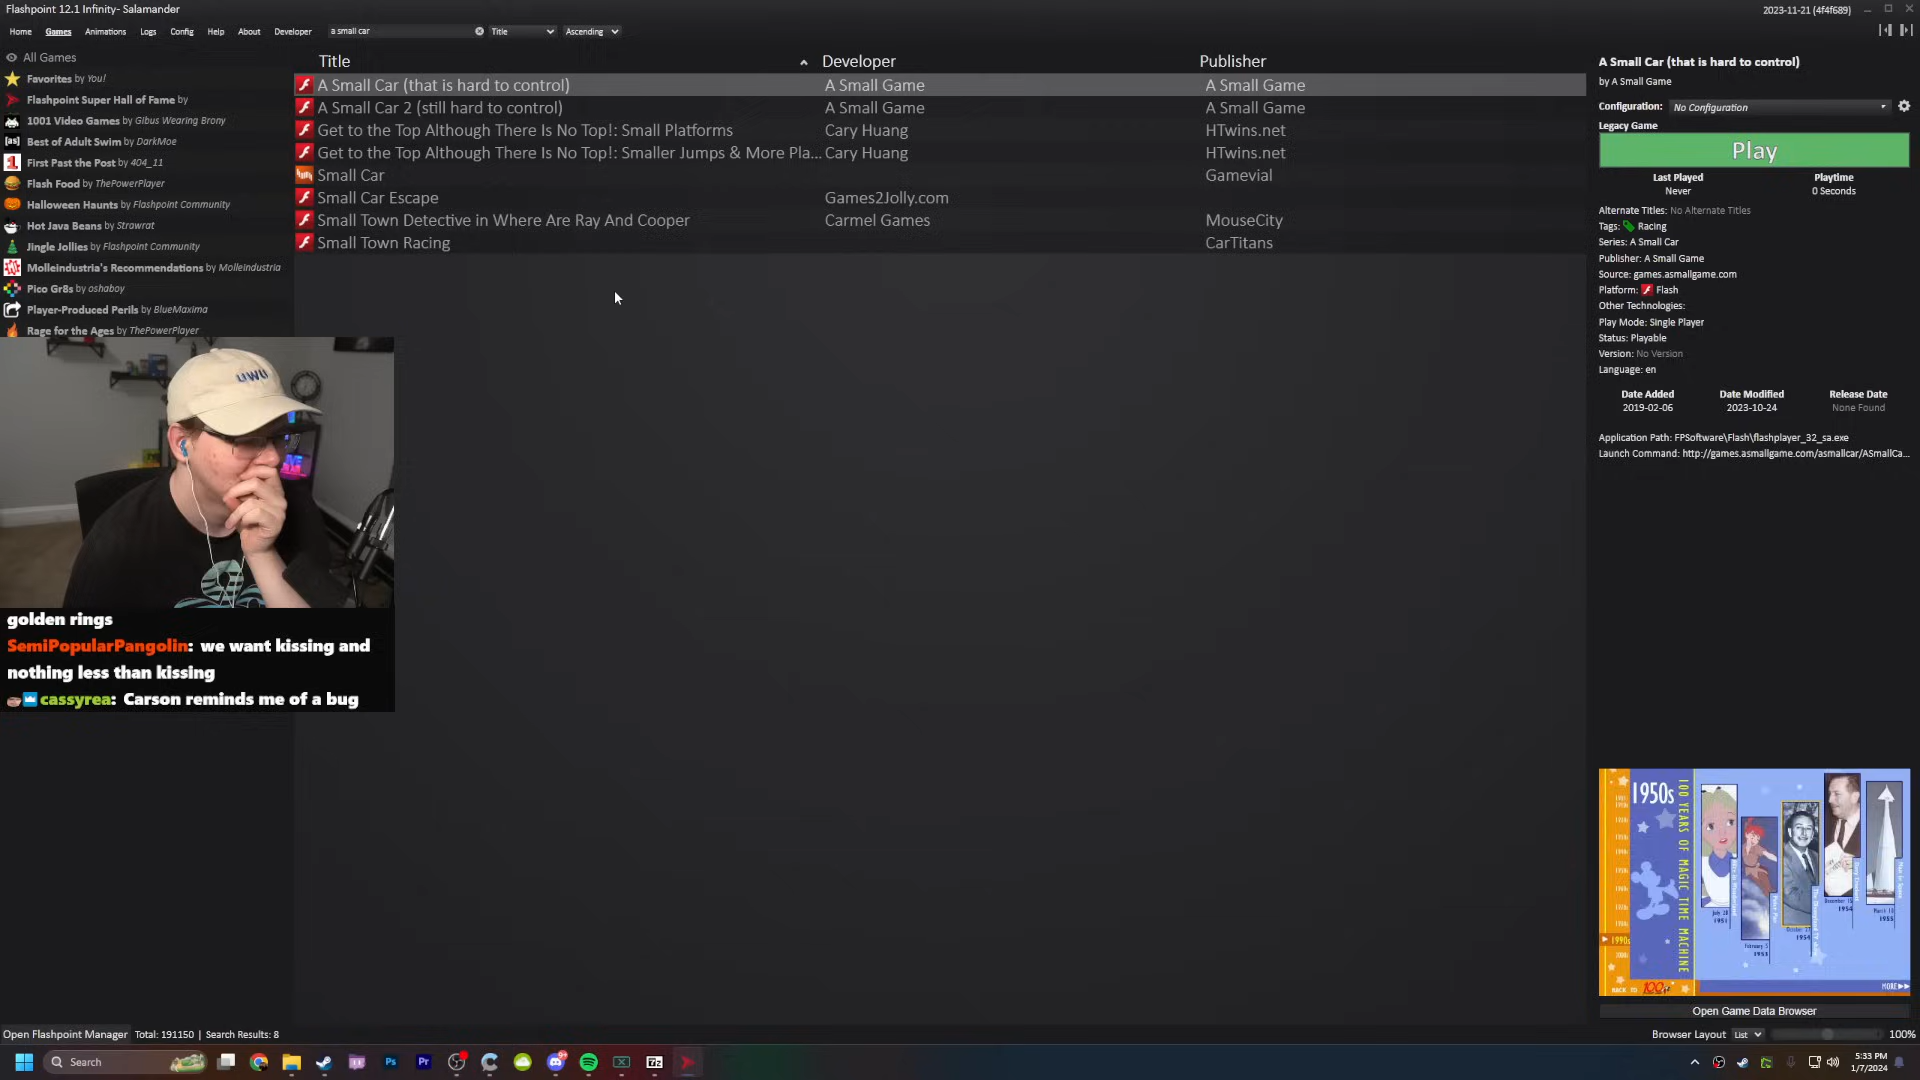 Flashpoint 12.1 Infinity- Salamander
2023-11-21 (4f4f689)
Home Games Animations Logs Config Help About Developer
a small car
Title
Ascending
All Games
Favorites by You!
Flashpoint Super Hall of Fame by
1001 Video Games by Gibus Wearing Brony
[as] Best of Adult Swim by DarkMoe
First Past the Post by 404_11
Flash Food by ThePowerPlayer
Halloween Haunts by Flashpoint Community
Hot Java Beans by Strawrat
Jingle Jollies by Flashpoint Community
Molleindustria's Recommendations by Molleindustria
Pico Gr8s by oshaboy
Player-Produced Perils by BlueMaxima
Rage for the Ages by ThePowerPlayer
Title Developer Publisher
A Small Car (that is hard to control) A Small Game A Small Game
A Small Car 2 (still hard to control) A Small Game A Small Game
Get to the Top Although There Is No Top!: Small Platforms Cary Huang HTwins.net
Get to the Top Although There Is No Top!: Smaller Jumps & More Pla... Cary Huang HTwins.net
Small Car Gamevial
Small Car Escape Games2Jolly.com
Small Town Detective in Where Are Ray And Cooper Carmel Games MouseCity
Small Town Racing CarTitans
UWU
golden rings
SemiPopularPangolin: we want kissing and
nothing less than kissing
cassyrea: Carson reminds me of a bug
A Small Car (that is hard to control)
by A Small Game
Configuration: No Configuration
Legacy Game
Play
Last Played Playtime
Never 0 Seconds
Alternate Titles: No Alternate Titles
Tags: Racing
Series: A Small Car
Publisher: A Small Game
Source: games.asmallgame.com
Platform: Flash
Other Technologies:
Play Mode: Single Player
Status: Playable
Version: No Version
Language: en
Date Added Date Modified Release Date
2019-02-06 2023-10-24 None Found
Application Path: FPSoftware\Flash\flashplayer_32_sa.exe
Launch Command: http://games.asmallgame.com/asmallcar/ASmallCa...
1950s
100 YEARS OF MAGIC TIME MACHINE
1990s
BACK TO 100
MORE
Open Game Data Browser
Open Flashpoint Manager Total: 191150 | Search Results: 8
Browser Layout List 100%
Search
Ps
Pr
5:33 PM
1/7/2024